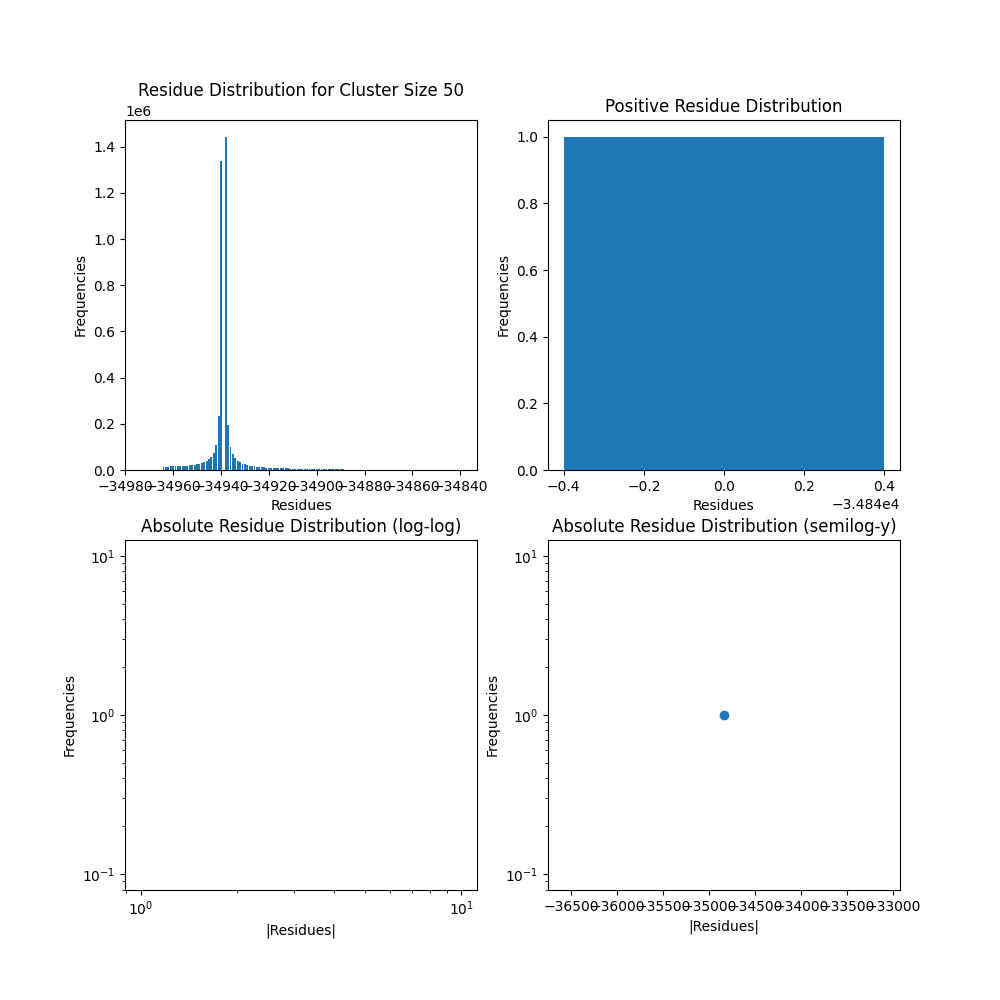 Residue Distribution for Cluster Size 50
1e6
1.4
1.2
1.0
0.8
0.6
0.4
0.2
0.0
Frequencies
−34980 −34960 −34940 −34920 −34900 −34880 −34860 −34840
Residues
Positive Residue Distribution
1.0
0.8
0.6
0.4
0.2
0.0
Frequencies
−0.4 −0.2 0.0 0.2 0.4
Residues
−3.484e4
Absolute Residue Distribution (log-log)
10¹
10⁰
10⁻¹
Frequencies
10⁰ 10¹
|Residues|
Absolute Residue Distribution (semilog-y)
10¹
10⁰
10⁻¹
Frequencies
−36500 −36000 −35500 −35000 −34500 −34000 −33500 −33000
|Residues|